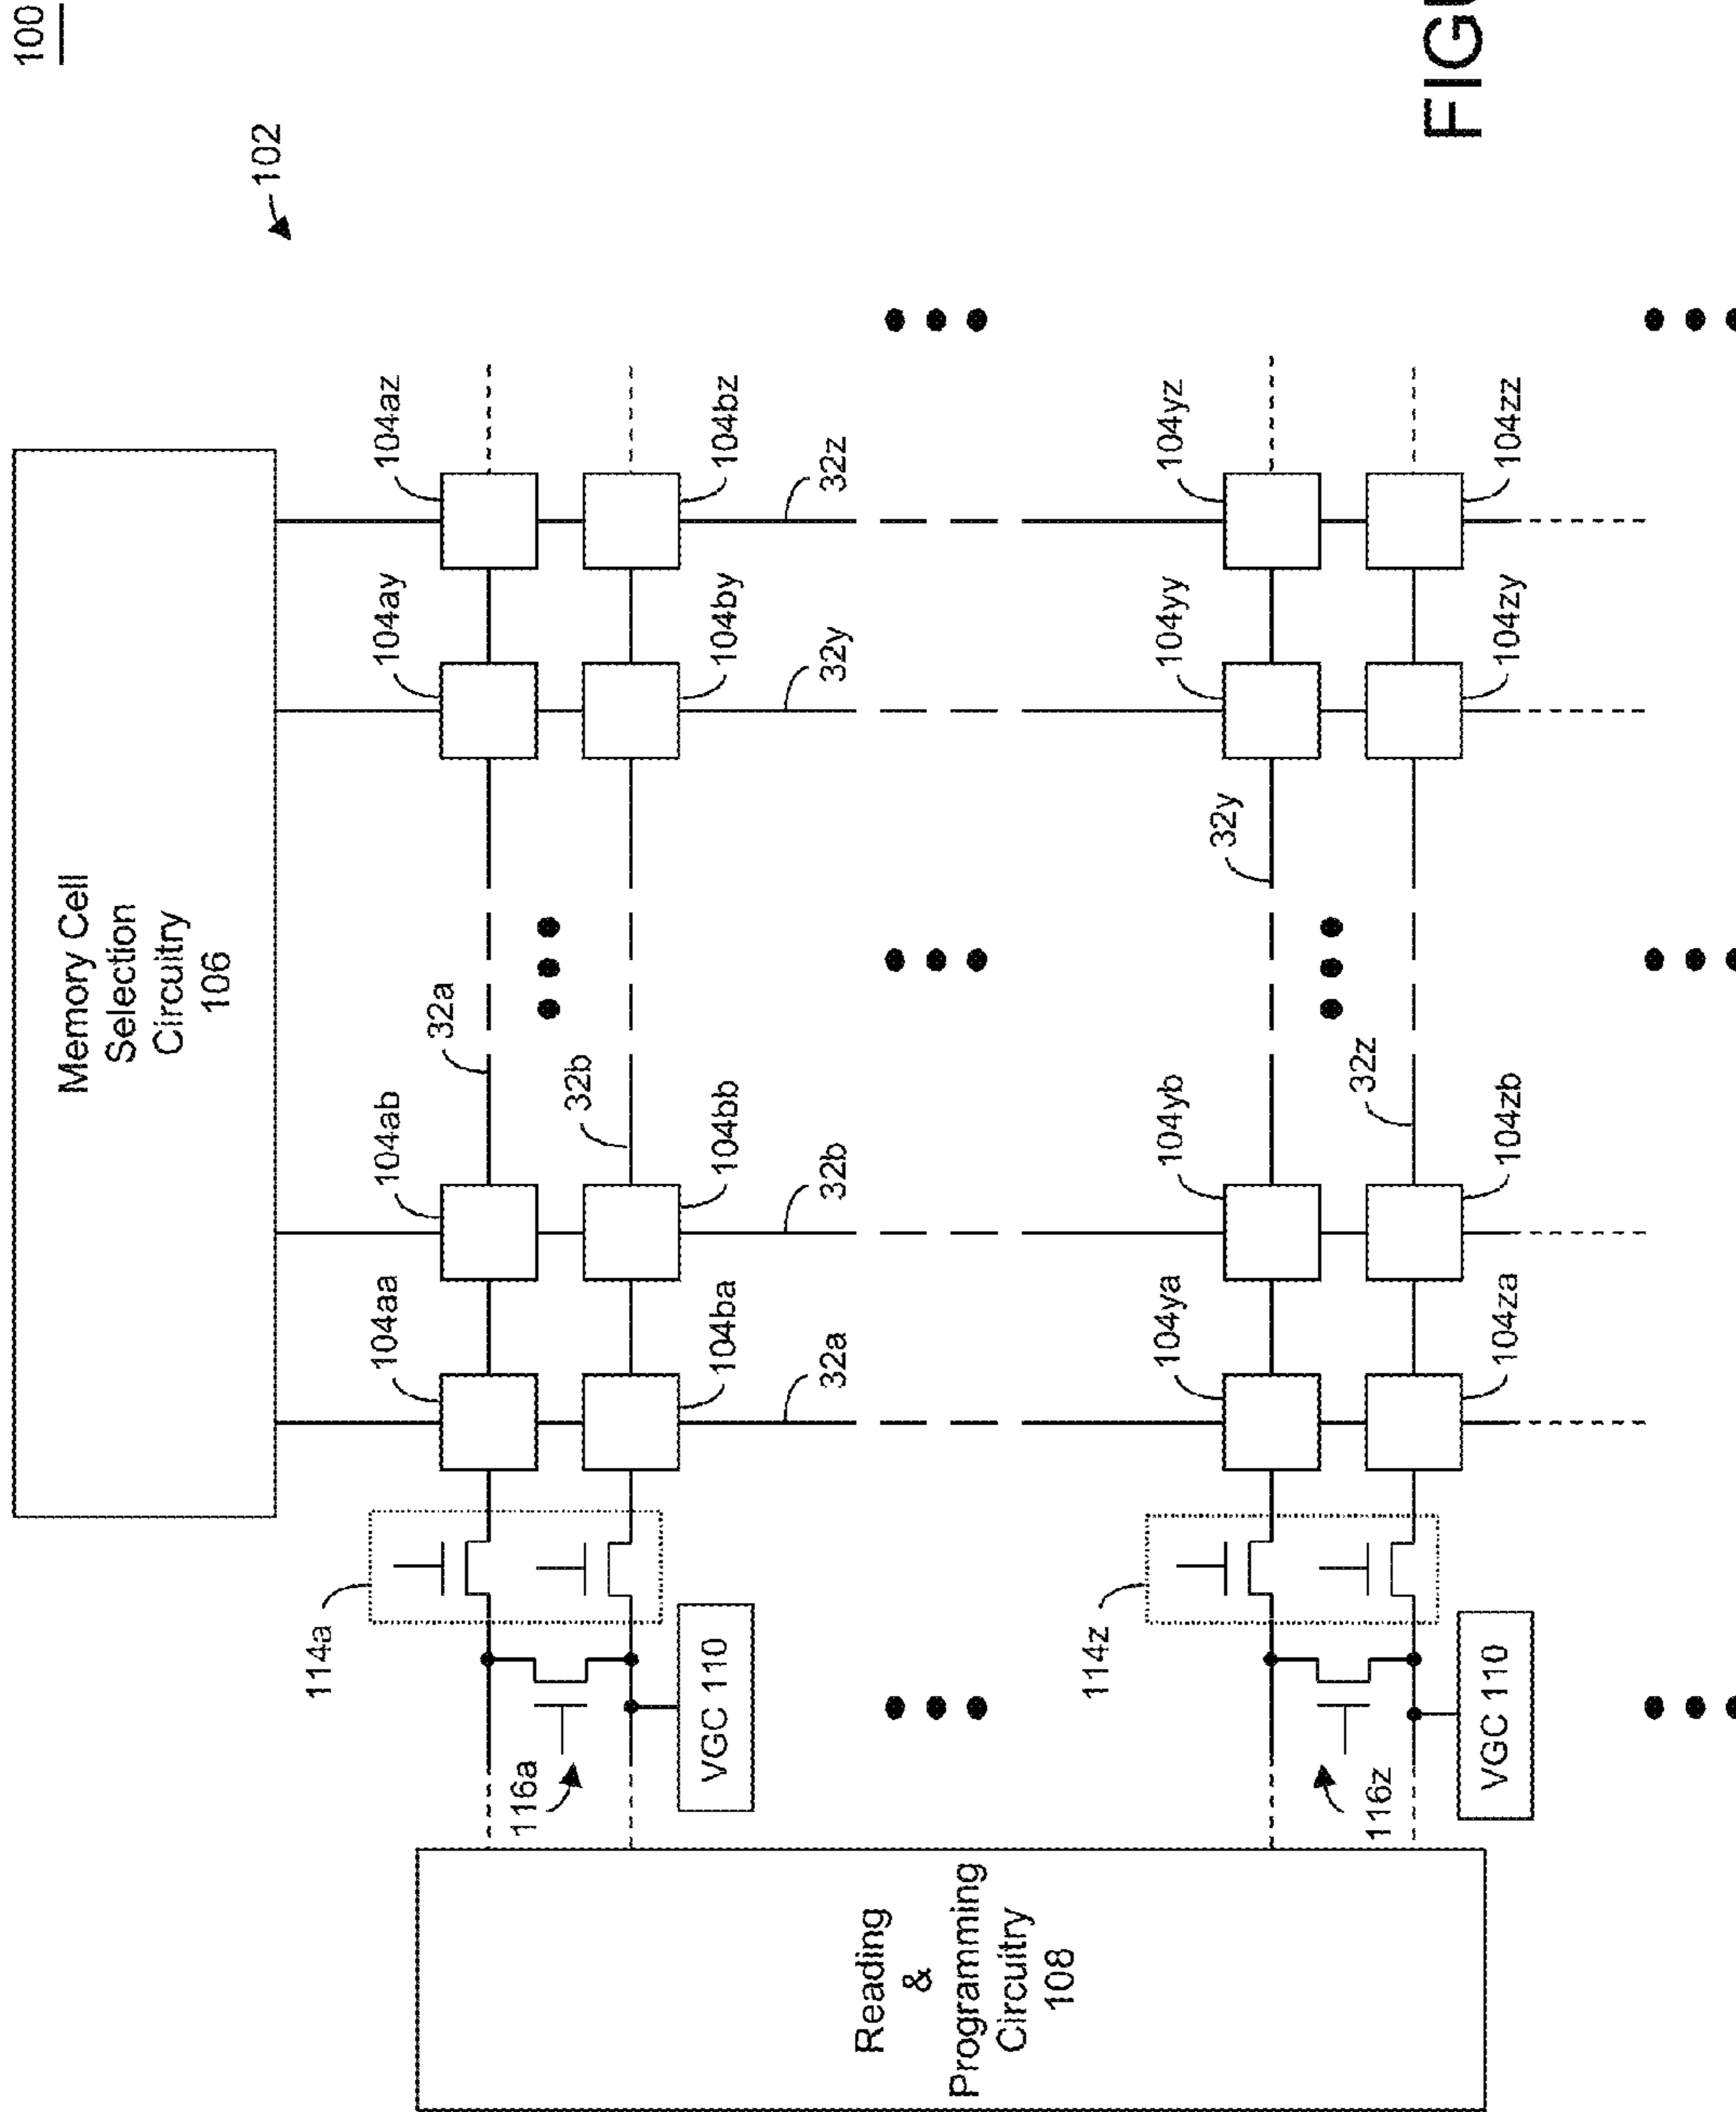 100
102
Memory Cell
Selection
Circuitry
106
104aa
104ab
104ay
104az
114a
116a
32a
32b
104ba
104bb
104by
104bz
VGC 110
32a
32b
32y
32z
Reading
&
Programming
Circuitry
108
104ya
104yb
104yy
104yz
114z
116z
32y
32z
104za
104zb
104zy
104zz
VGC 110